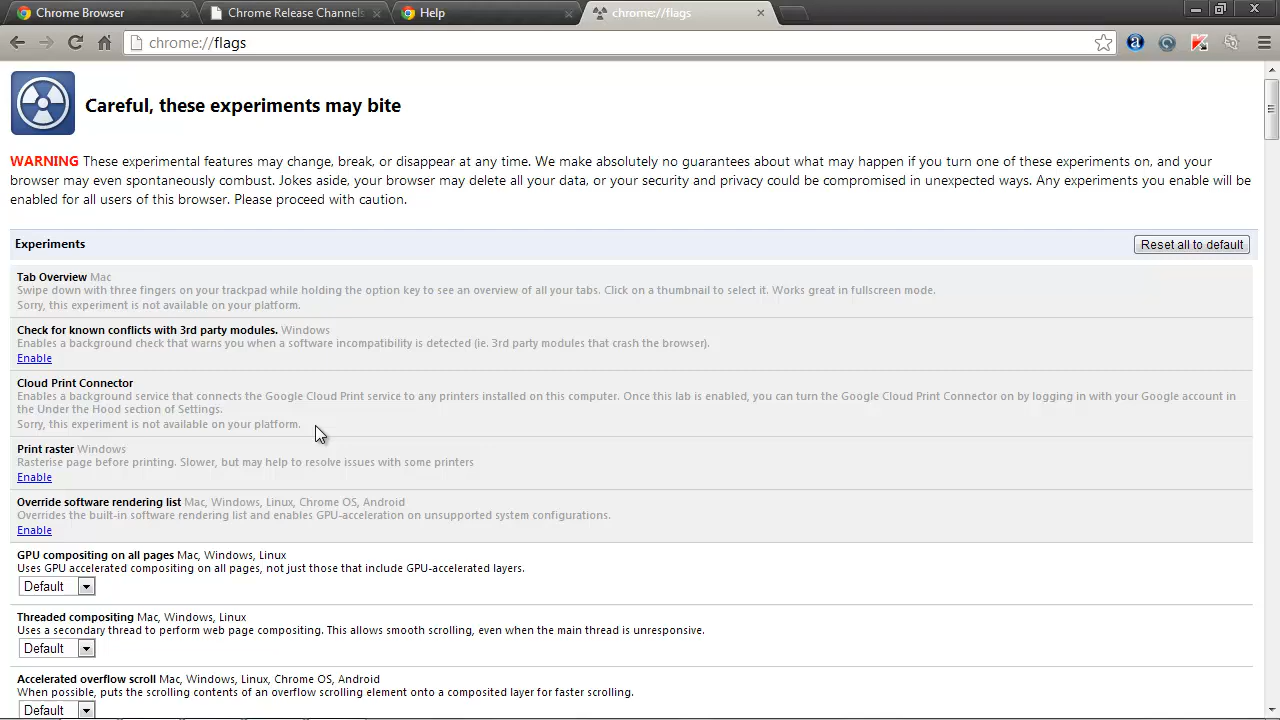 Chrome Browser
Chrome Release Channels
Help
chrome://flags
chrome://flags
Careful, these experiments may bite
WARNING These experimental features may change, break, or disappear at any time. We make absolutely no guarantees about what may happen if you turn one of these experiments on, and your
browser may even spontaneously combust. Jokes aside, your browser may delete all your data, or your security and privacy could be compromised in unexpected ways. Any experiments you enable will be
enabled for all users of this browser. Please proceed with caution.
Experiments
Reset all to default
Tab Overview Mac
Swipe down with three fingers on your trackpad while holding the option key to see an overview of all your tabs. Click on a thumbnail to select it. Works great in fullscreen mode.
Sorry, this experiment is not available on your platform.
Check for known conflicts with 3rd party modules. Windows
Enables a background check that warns you when a software incompatibility is detected (ie. 3rd party modules that crash the browser).
Enable
Cloud Print Connector
Enables a background service that connects the Google Cloud Print service to any printers installed on this computer. Once this lab is enabled, you can turn the Google Cloud Print Connector on by logging in with your Google account in
the Under the Hood section of Settings.
Sorry, this experiment is not available on your platform.
Print raster Windows
Rasterise page before printing. Slower, but may help to resolve issues with some printers
Enable
Override software rendering list Mac, Windows, Linux, Chrome OS, Android
Overrides the built-in software rendering list and enables GPU-acceleration on unsupported system configurations.
Enable
GPU compositing on all pages Mac, Windows, Linux
Uses GPU accelerated compositing on all pages, not just those that include GPU-accelerated layers.
Default
Threaded compositing Mac, Windows, Linux
Uses a secondary thread to perform web page compositing. This allows smooth scrolling, even when the main thread is unresponsive.
Default
Accelerated overflow scroll Mac, Windows, Linux, Chrome OS, Android
When possible, puts the scrolling contents of an overflow scrolling element onto a composited layer for faster scrolling.
Default